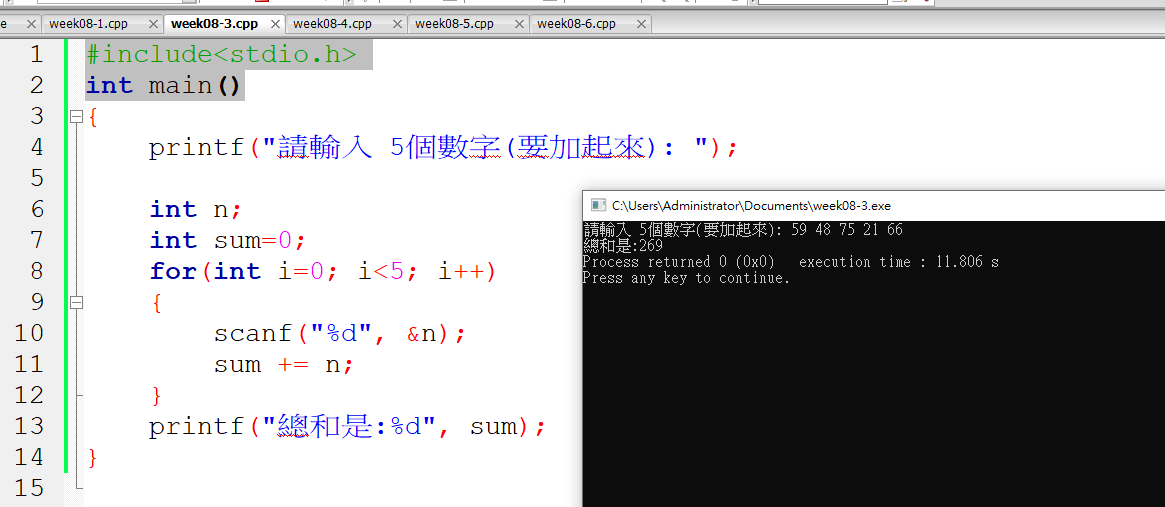 e week08-1.cpp week08-3.cpp week08-4.cpp week08-5.cpp week08-6.cpp
1 #include<stdio.h>
2 int main()
3 {
4 printf("請輸入 5個數字(要加起來): ");
5
6 int n;
7 int sum=0;
8 for(int i=0; i<5; i++)
9 {
10 scanf("%d", &n);
11 sum += n;
12 }
13 printf("總和是:%d", sum);
14 }
15
C:\Users\Administrator\Documents\week08-3.exe
請輸入 5個數字(要加起來): 59 48 75 21 66
總和是:269
Process returned 0 (0x0) execution time : 11.806 s
Press any key to continue.